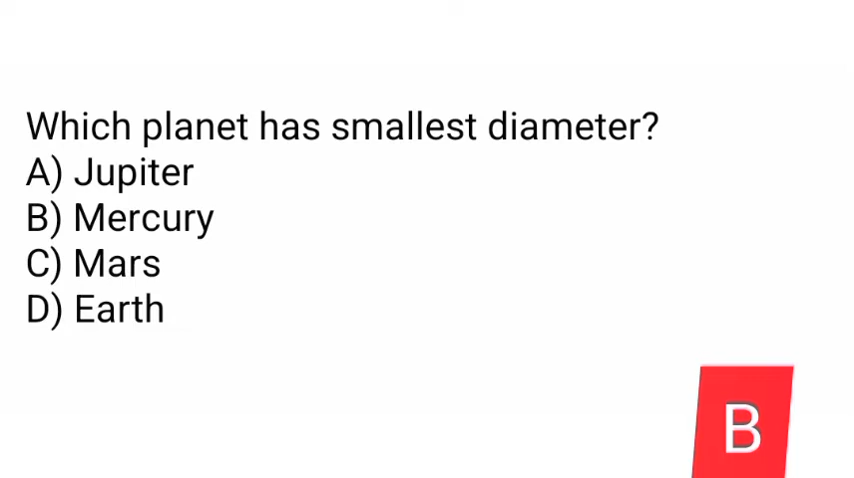 Which planet has smallest diameter?
A) Jupiter
B) Mercury
C) Mars
D) Earth
B